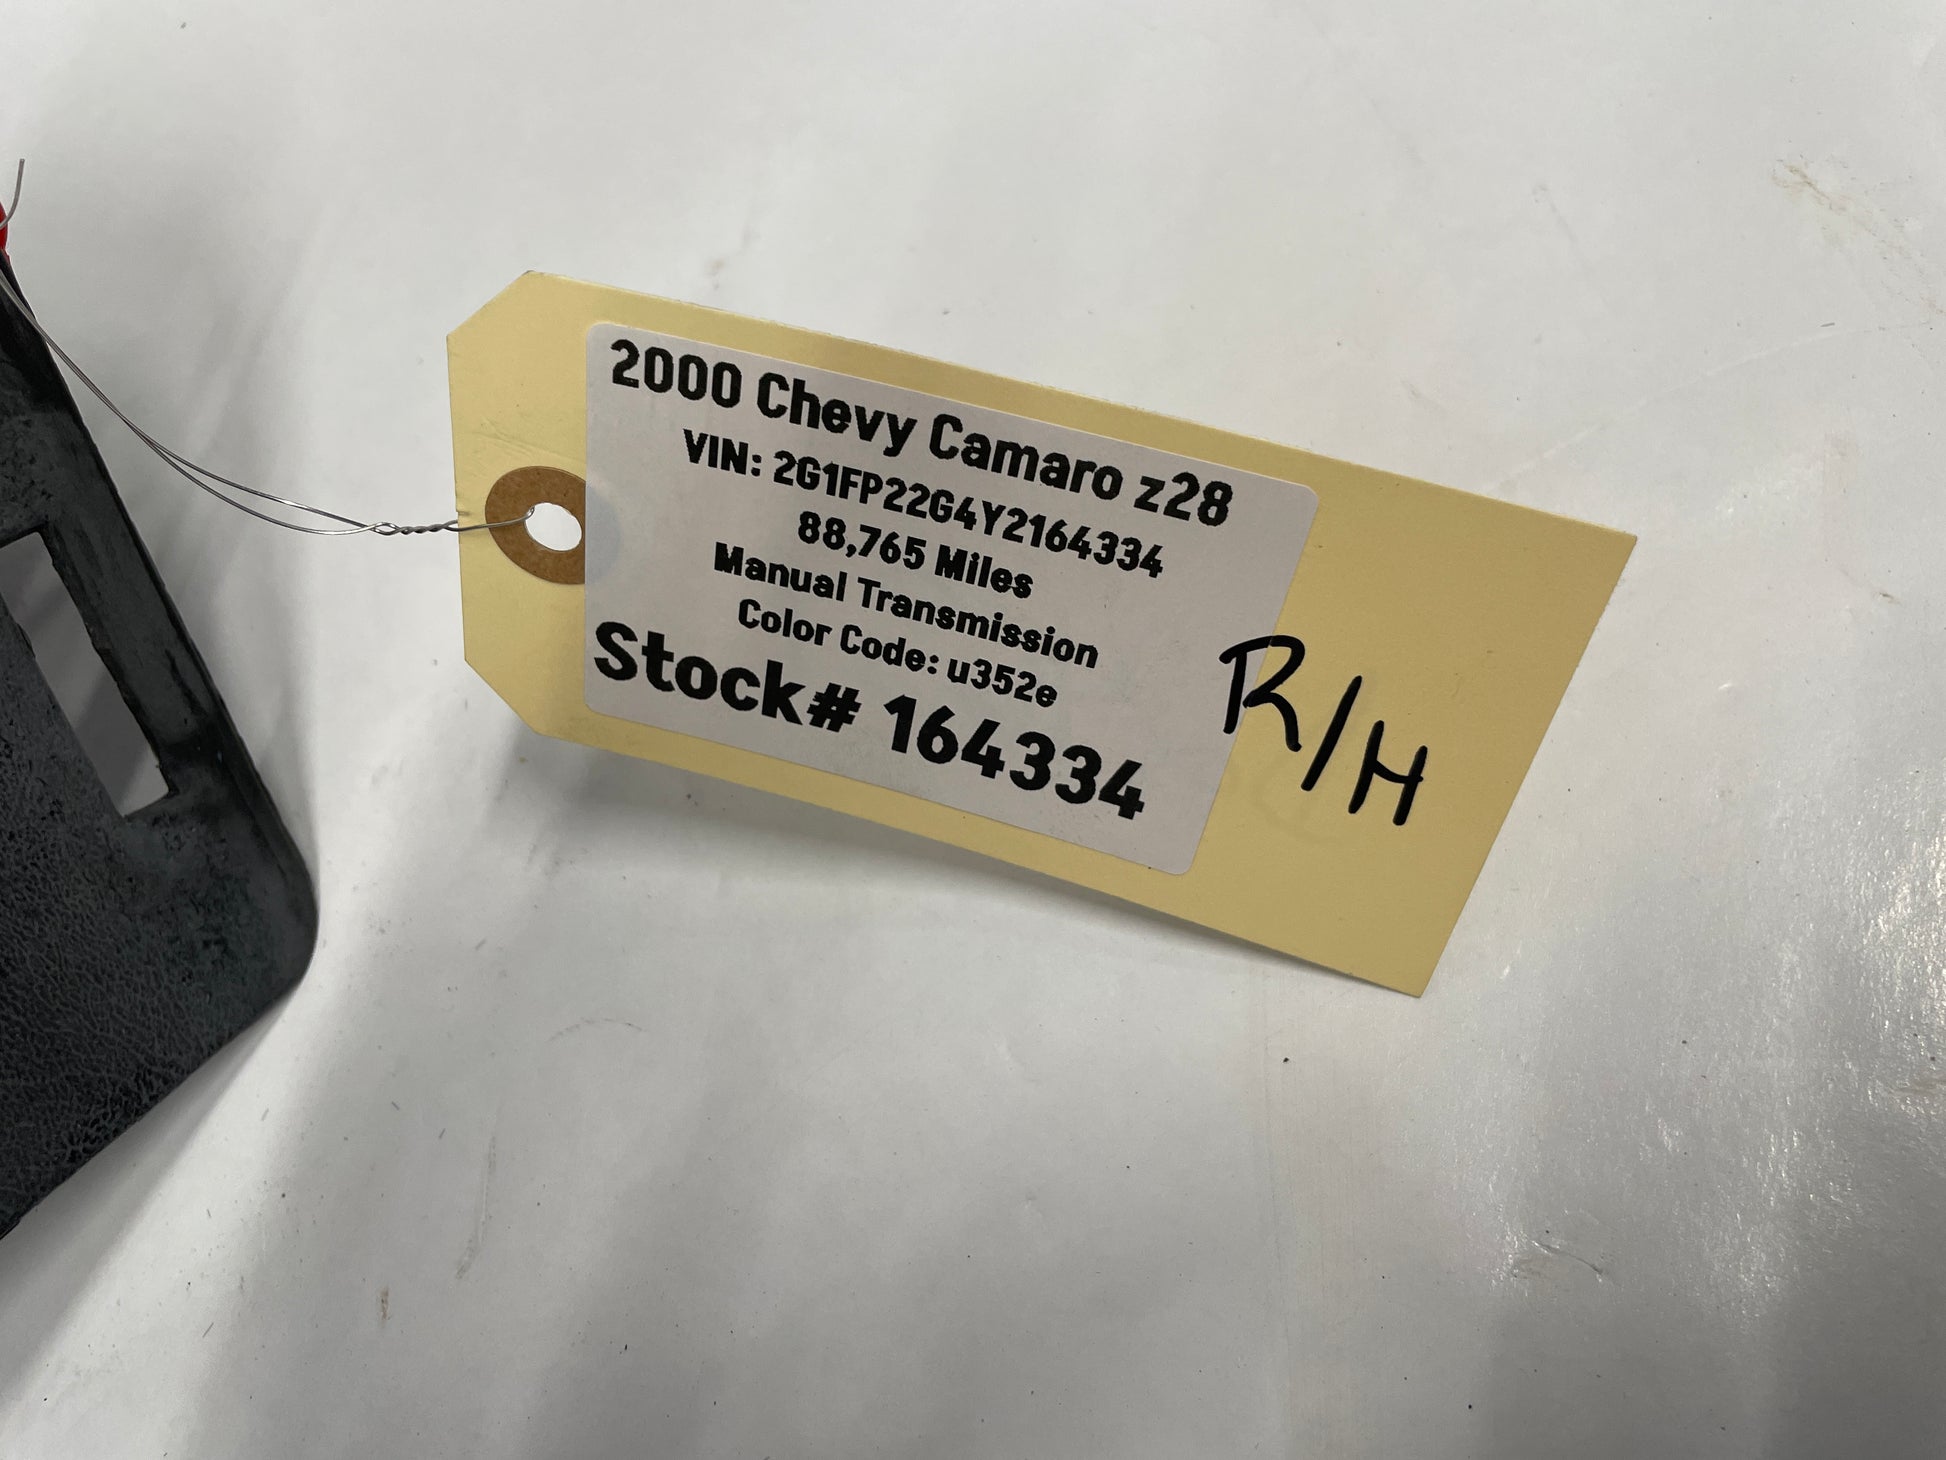 2000 Chevy Camaro z28
VIN: 2G1FP22G4Y2164334
88,765 Miles
Manual Transmission
Color Code: u352e
Stock# 164334
R/H